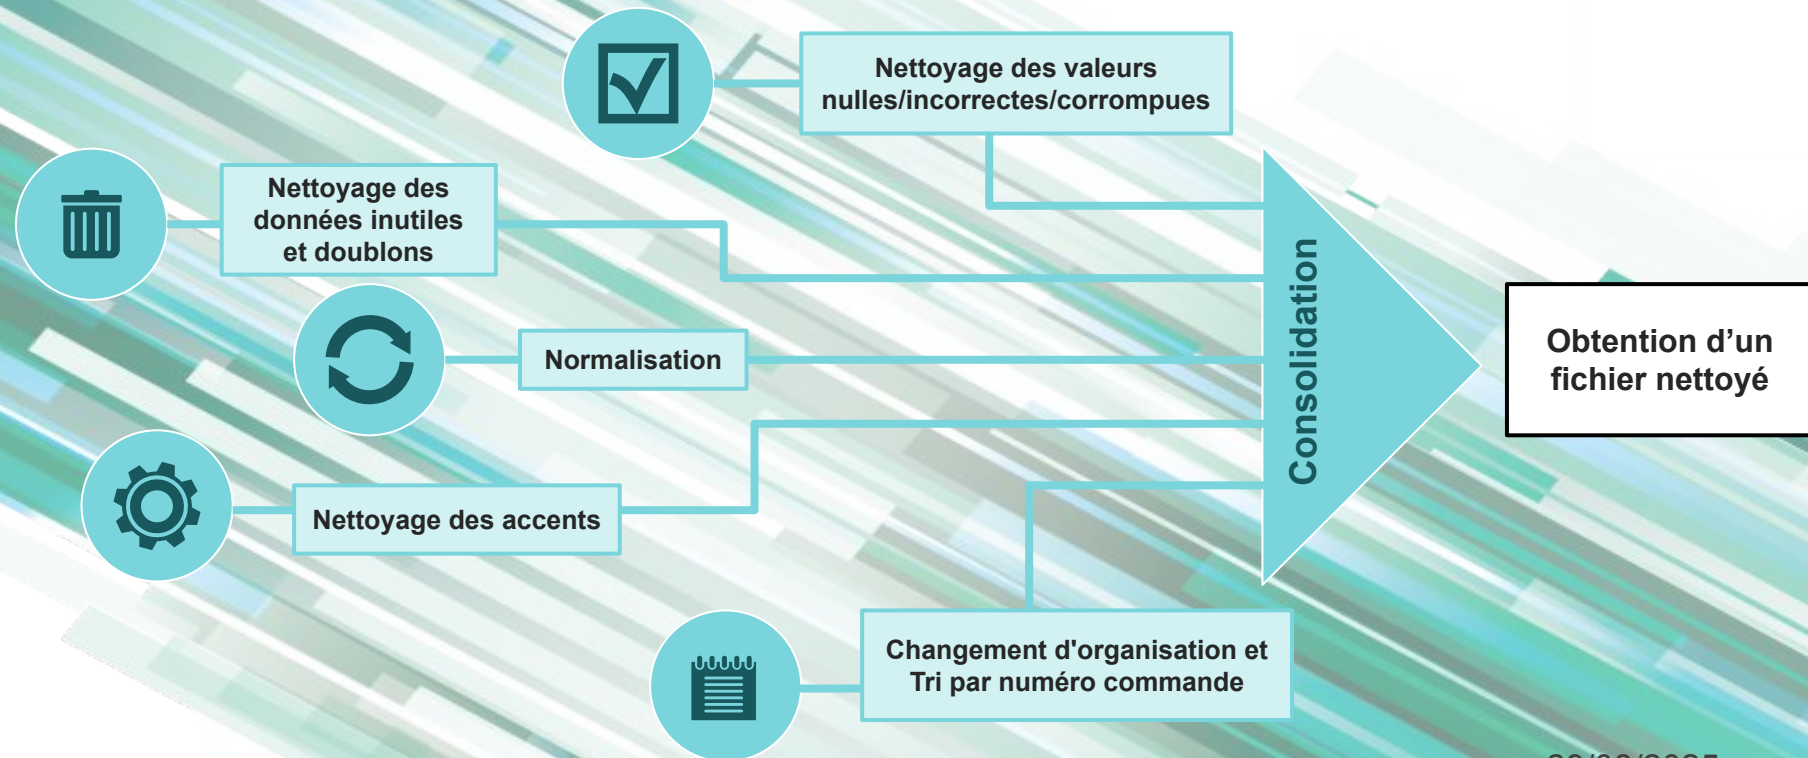 Nettoyage des valeurs
nulles/incorrectes/corrompues
Nettoyage des
données inutiles
et doublons
Normalisation
Nettoyage des accents
Changement d'organisation et
Tri par numéro commande
Consolidation
Obtention d’un
fichier nettoyé